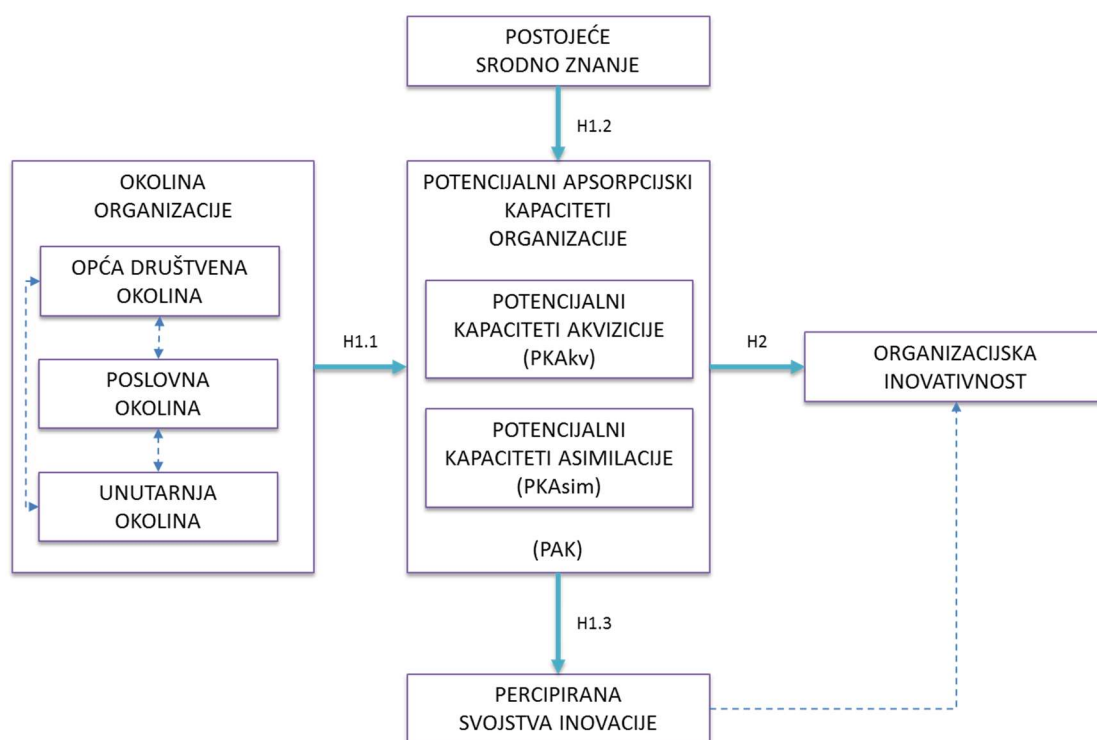 POSTOJEĆE
SRODNO ZNANJE
H1.2
OKOLINA
ORGANIZACIJE
OPĆA DRUŠTVENA
OKOLINA
POSLOVNA
OKOLINA
UNUTARNJA
OKOLINA
H1.1
POTENCIJALNI APSORPCIJSKI
KAPACITETI
ORGANIZACIJE
POTENCIJALNI
KAPACITETI AKVIZICIJE
(PKAkv)
POTENCIJALNI
KAPACITETI ASIMILACIJE
(PKAsim)
(PAK)
H2
ORGANIZACIJSKA
INOVATIVNOST
H1.3
PERCIPIRANA
SVOJSTVA INOVACIJE